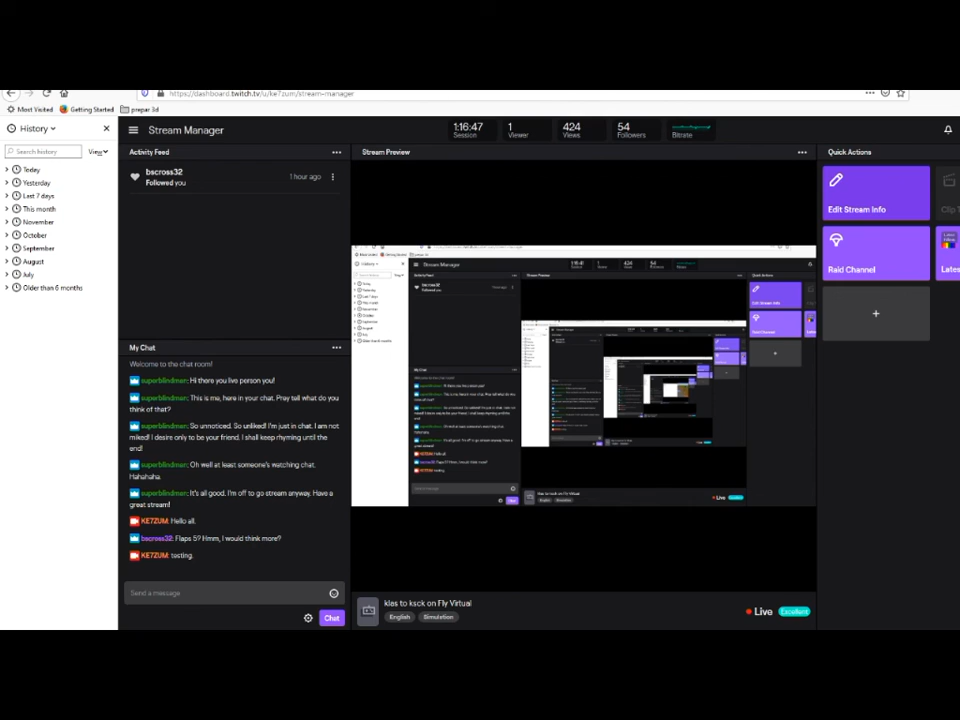 https://dashboard.twitch.tv/u/ke7zum/stream-manager
Most Visited Getting Started prepar 3d
History
Search history View
Today
Yesterday
Last 7 days
This month
November
October
September
August
July
Older than 6 months
Stream Manager
1:16:47 1 424 54
Session Viewer Views Followers Bitrate
Activity Feed
bscross32
Followed you
1 hour ago
My Chat
Welcome to the chat room!
superblindman: Hi there you live person you!
superblindman: This is me, here in your chat. Pray tell what do you
think of that?
superblindman: So unnoticed. So unliked! I'm just in chat. I am not
miked! I desire only to be your friend. I shall keep rhyming until the
end!
superblindman: Oh well at least someone's watching chat.
Hahahaha.
superblindman: It's all good. I'm off to go stream anyway. Have a
great stream!
KE7ZUM: Hello all.
bscross32: Flaps 5? Hmm, I would think more?
KE7ZUM: testing.
Send a message
Chat
Stream Preview
klas to ksck on Fly Virtual
English Simulation
Live Excellent
Quick Actions
Edit Stream Info
Clip T
Raid Channel
Lates